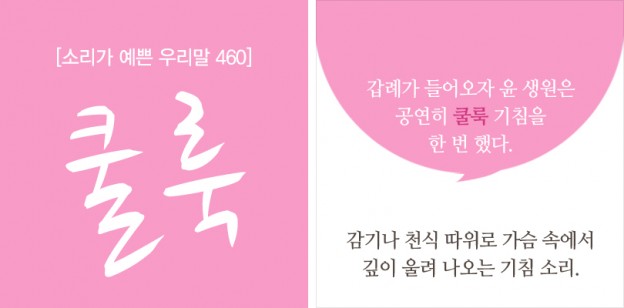 [소리가 예쁜 우리말 460]
쿨룩
갑례가 들어오자 윤 생원은
공연히 쿨룩 기침을
한 번 했다.
감기나 천식 따위로 가슴 속에서
깊이 울려 나오는 기침 소리.